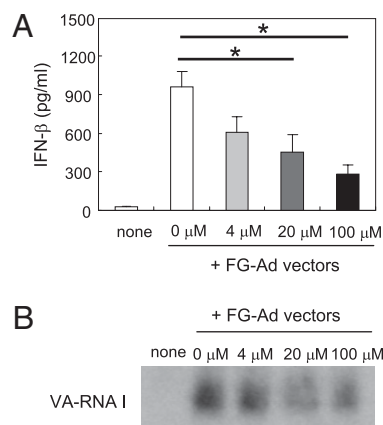 A
IFN-β (pg/ml)
1500
1200
900
600
300
0
*
*
none 0 μM 4 μM 20 μM 100 μM
+ FG-Ad vectors
B
+ FG-Ad vectors
none 0 μM 4 μM 20 μM 100 μM
VA-RNA I